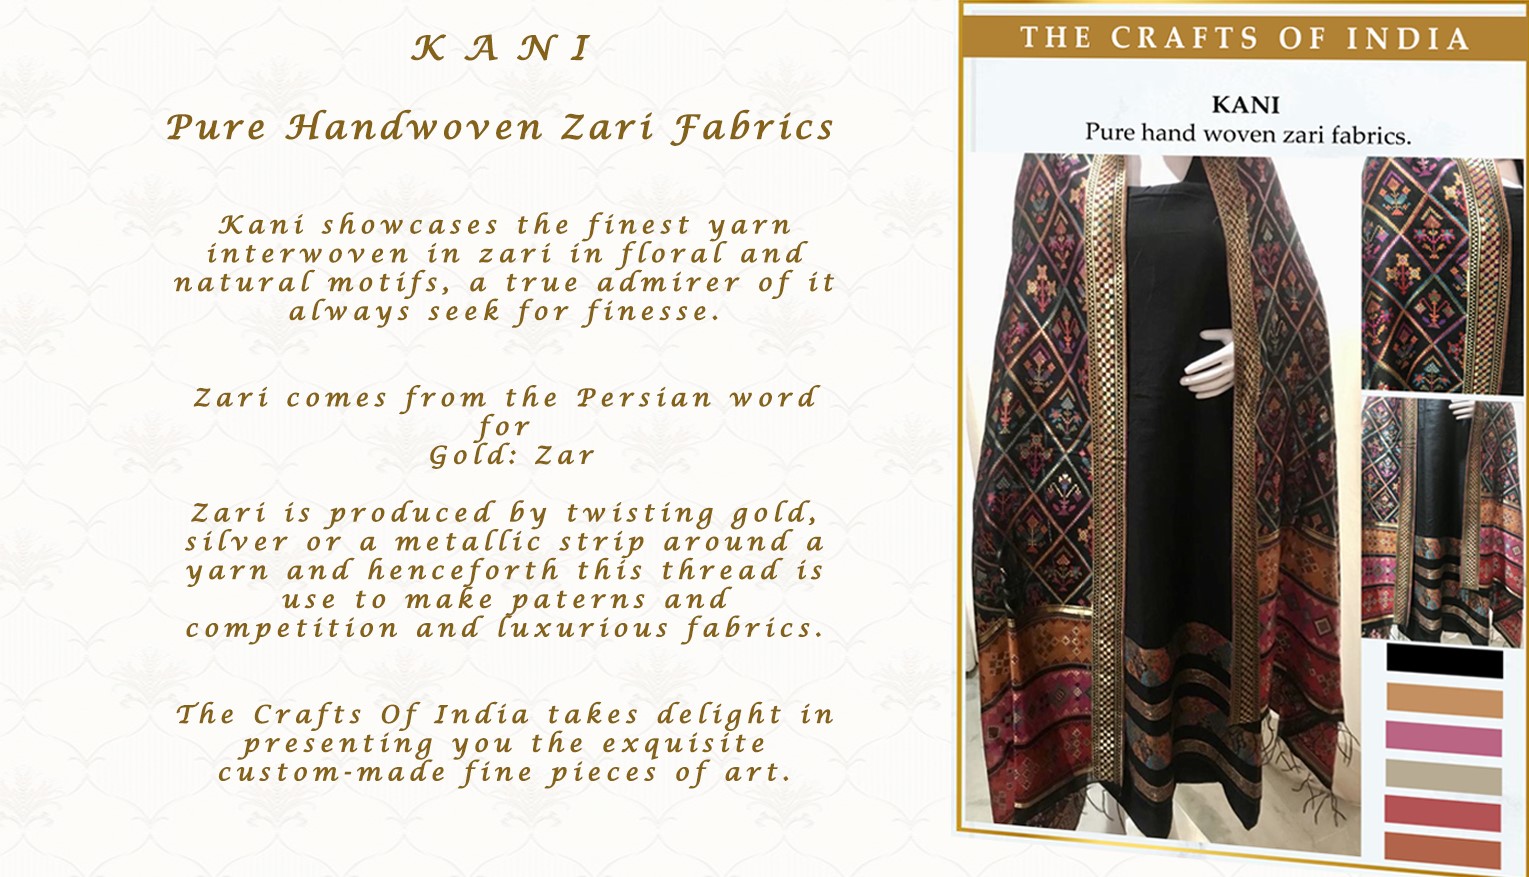 KANI
Pure Handwoven Zari Fabrics
Kani showcases the finest yarn
interwoven in zari in floral and
natural motifs, a true admirer of it
always seek for finesse.
Zari comes from the Persian word
for
Gold: Zar
Zari is produced by twisting gold,
silver or a metallic strip around a
yarn and henceforth this thread is
use to make paterns and
competition and luxurious fabrics.
The Crafts Of India takes delight in
presenting you the exquisite
custom-made fine pieces of art.
THE CRAFTS OF INDIA
KANI
Pure hand woven zari fabrics.